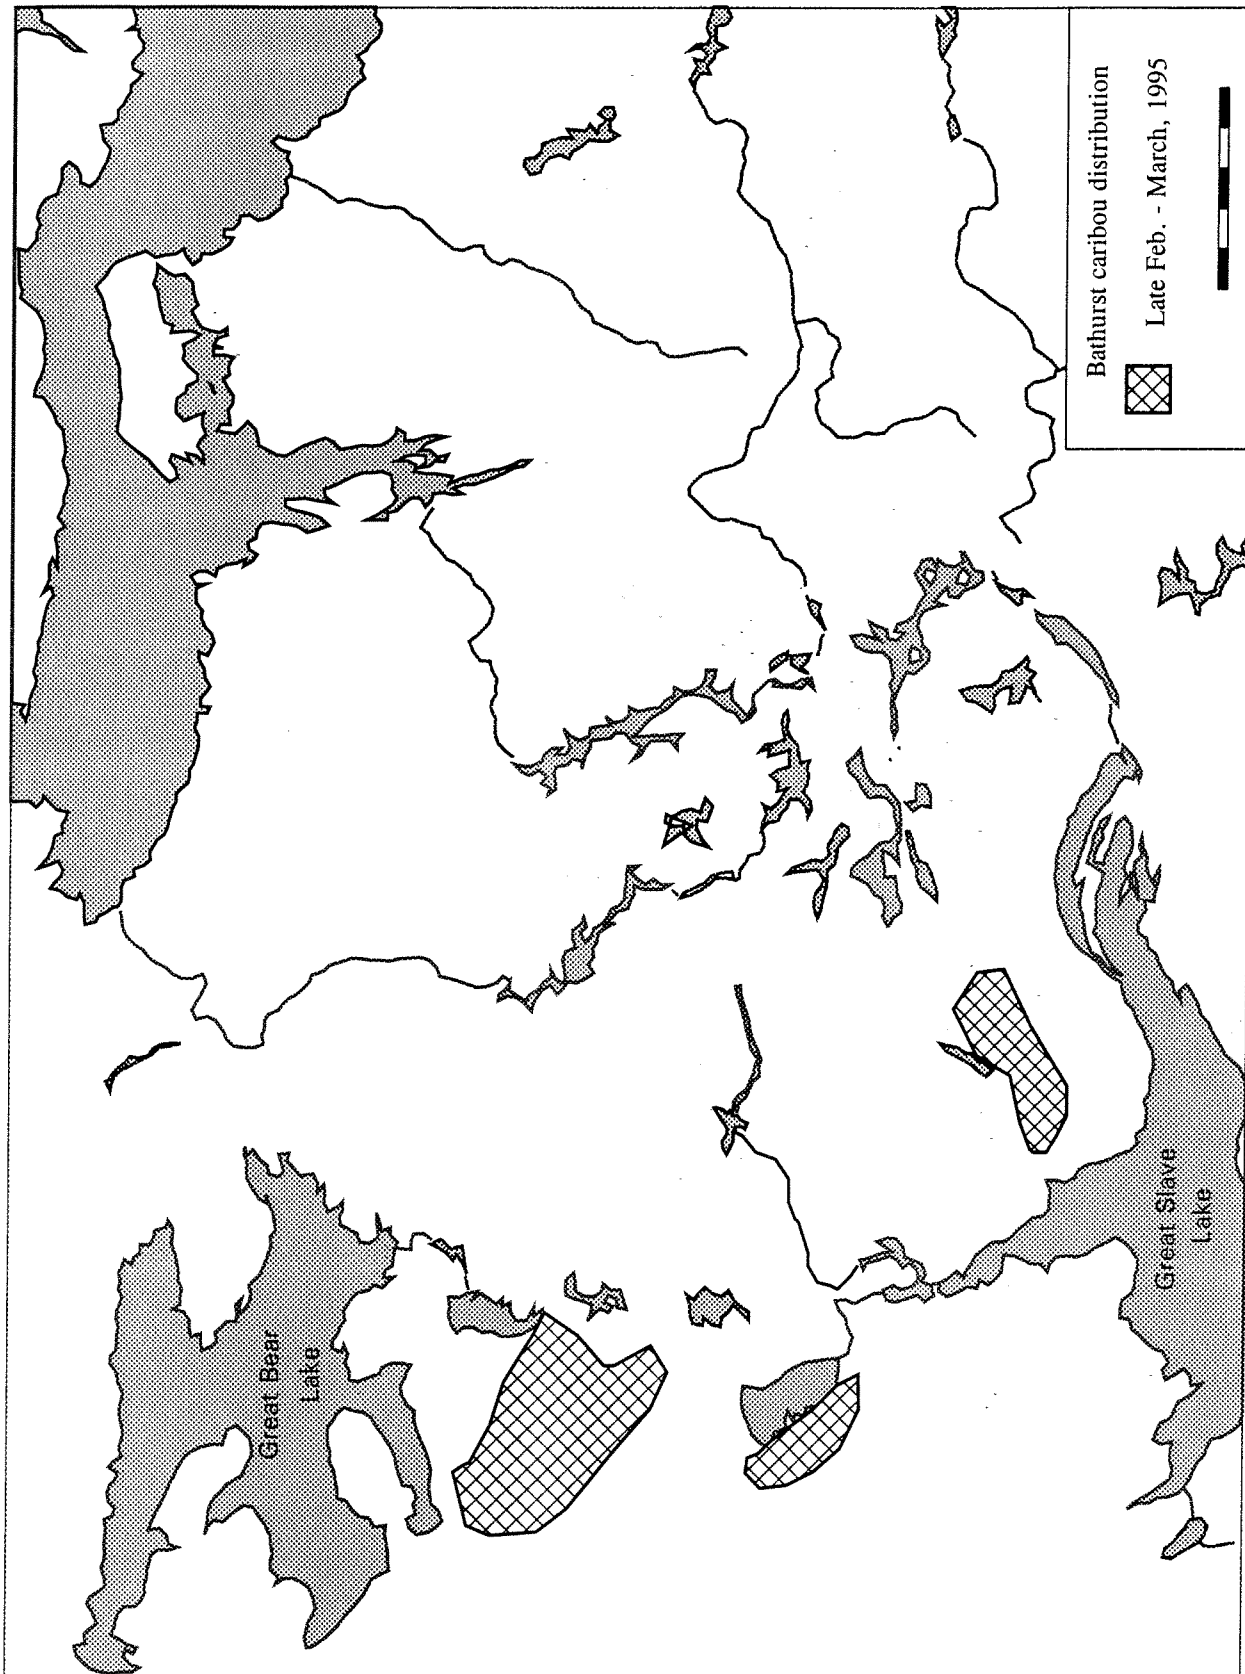 Great Bear
Lake
Great Slave
Lake
Bathurst caribou distribution
Late Feb. - March, 1995